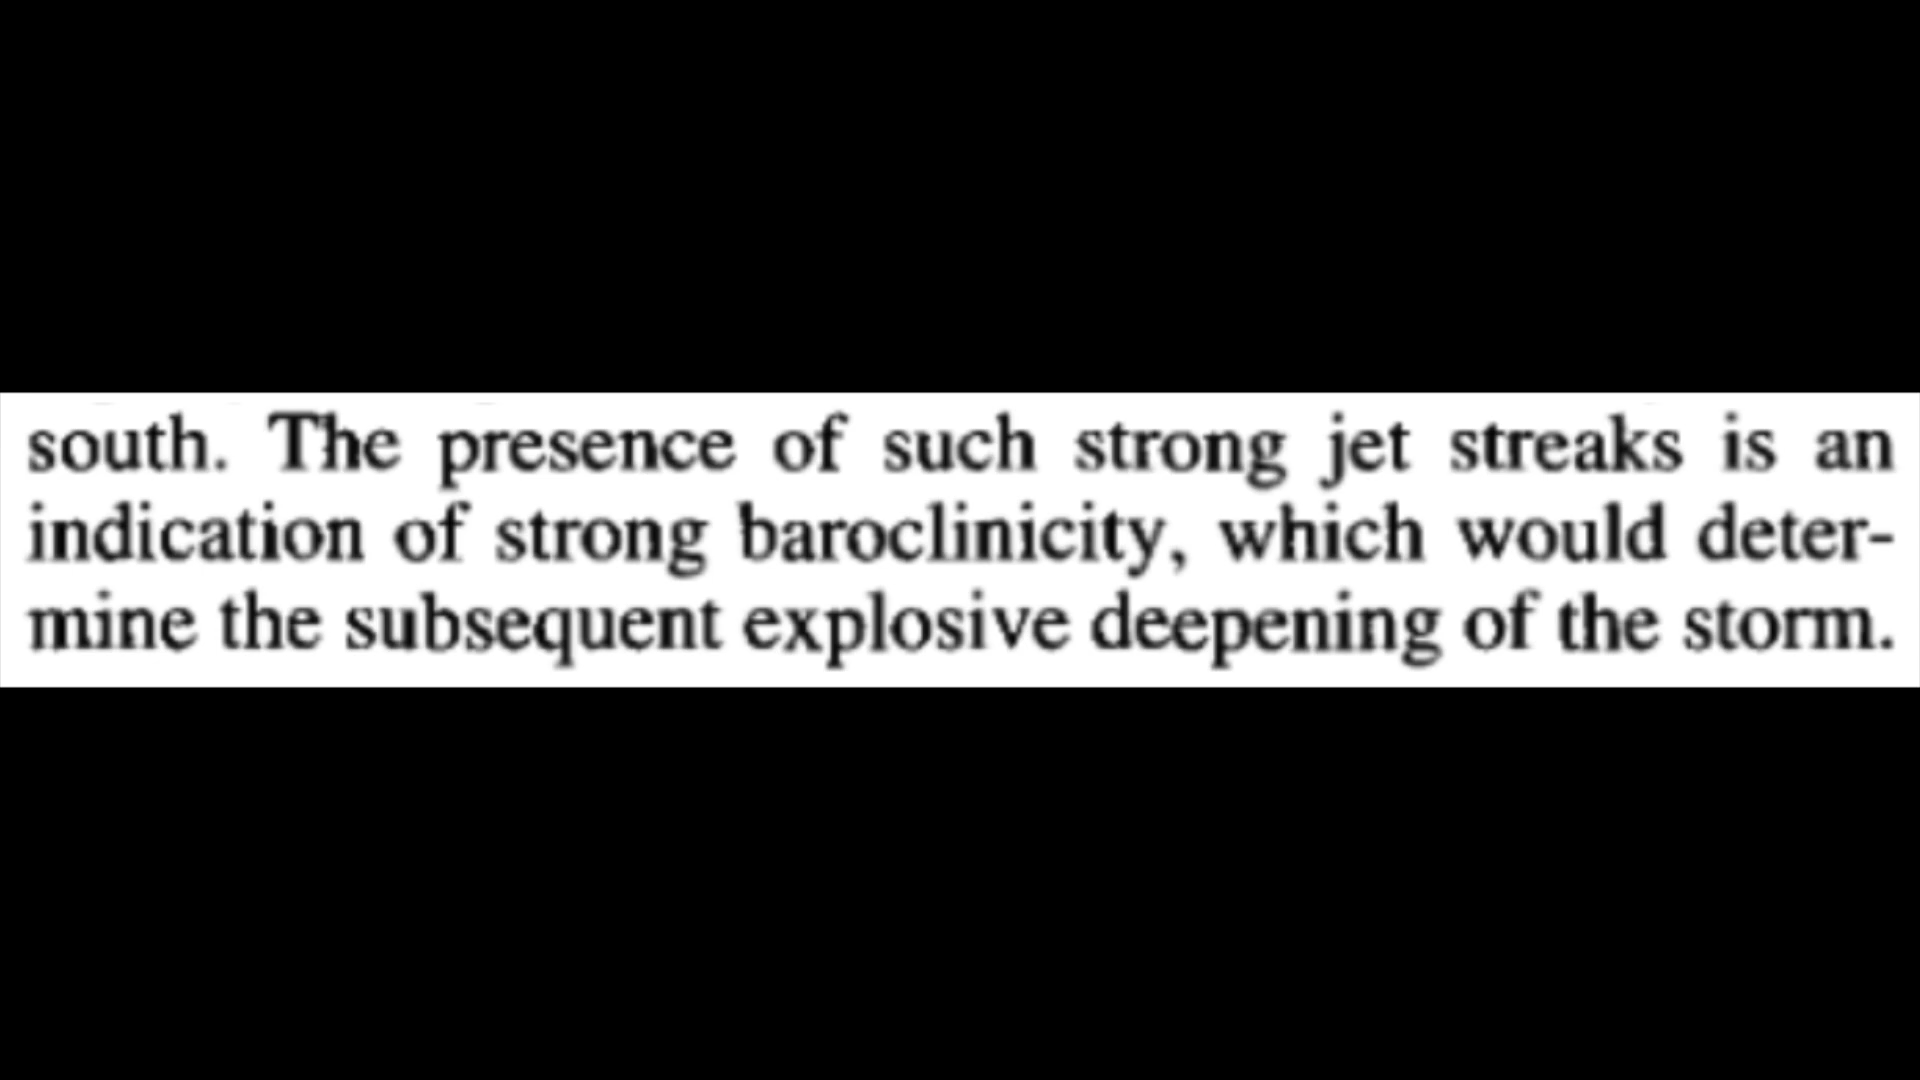 south. The presence of such strong jet streaks is an
indication of strong baroclinicity, which would deter-
mine the subsequent explosive deepening of the storm.